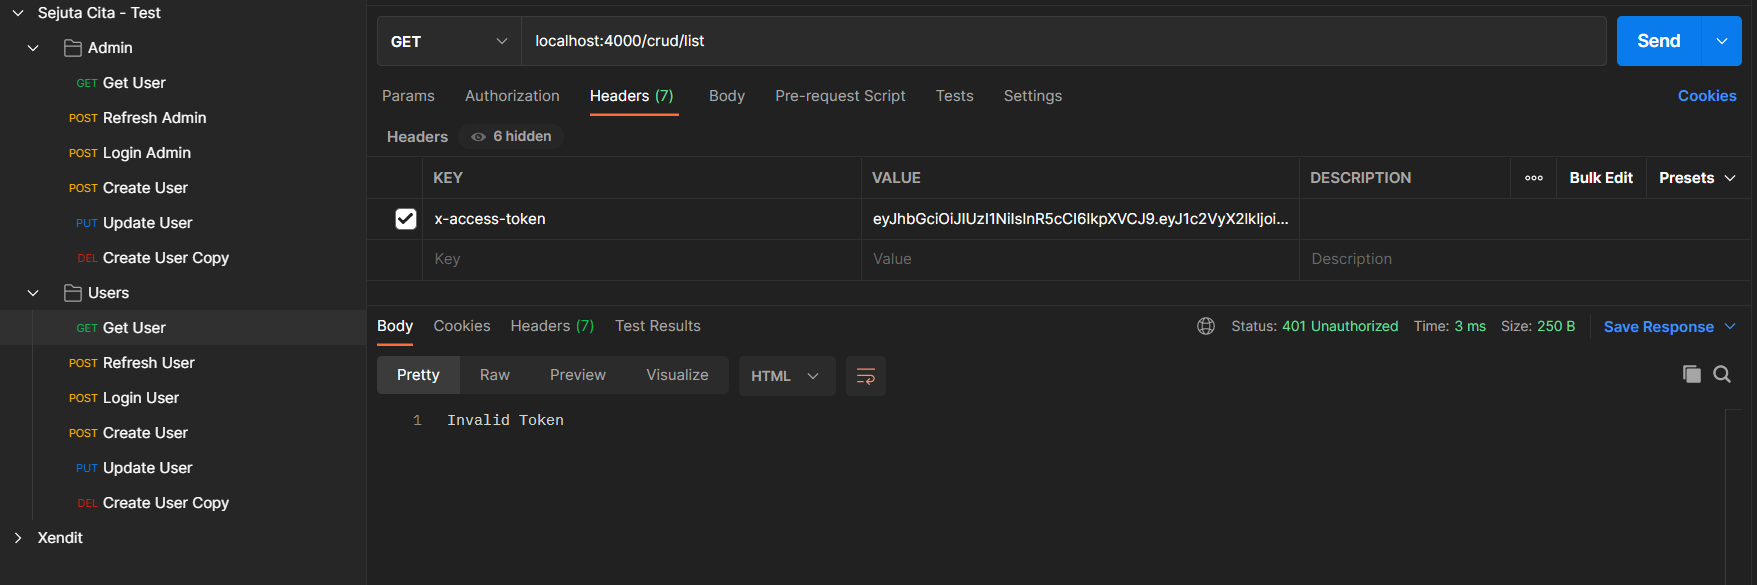 Sejuta Cita - Test
Admin
GET Get User
POST Refresh Admin
POST Login Admin
POST Create User
PUT Update User
DEL Create User Copy
Users
GET Get User
POST Refresh User
POST Login User
POST Create User
PUT Update User
DEL Create User Copy
Xendit
GET localhost:4000/crud/list Send
Params Authorization Headers (7) Body Pre-request Script Tests Settings Cookies
Headers 6 hidden
KEY VALUE DESCRIPTION Bulk Edit Presets
x-access-token eyJhbGciOiJIUzI1NiIsInR5cCI6IkpXVCJ9.eyJ1c2VyX2lkIjoi...
Key Value Description
Body Cookies Headers (7) Test Results Status: 401 Unauthorized Time: 3 ms Size: 250 B Save Response
Pretty Raw Preview Visualize HTML
1 Invalid Token